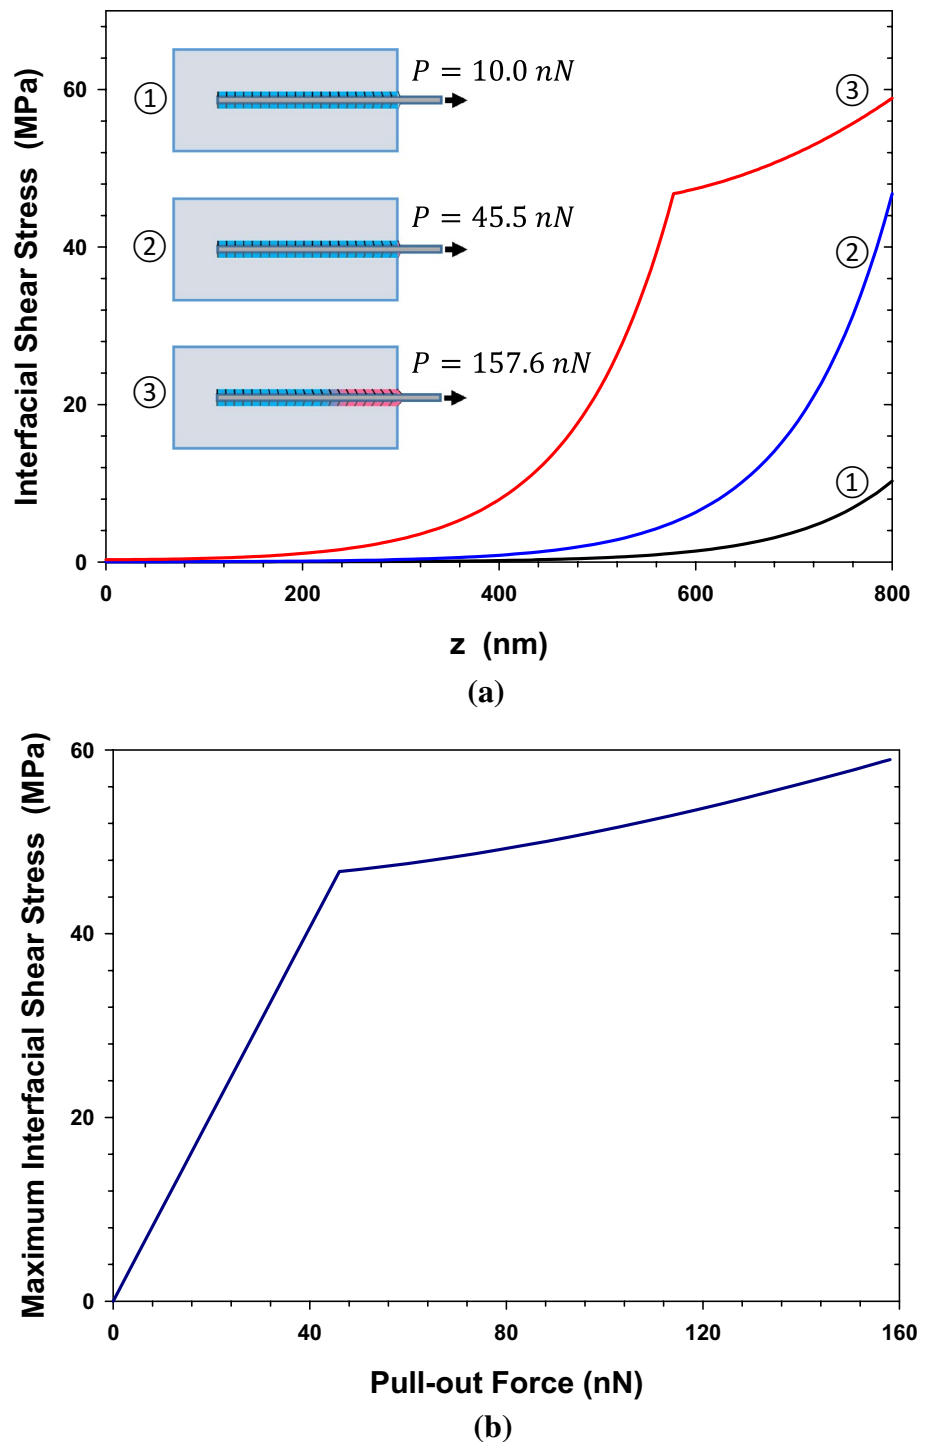 Interfacial Shear Stress (MPa)
60
40
20
0
① P = 10.0 nN
② P = 45.5 nN
③ P = 157.6 nN
③
②
①
0 200 400 600 800
z (nm)
(a)
Maximum Interfacial Shear Stress (MPa)
60
40
20
0
0 40 80 120 160
Pull-out Force (nN)
(b)